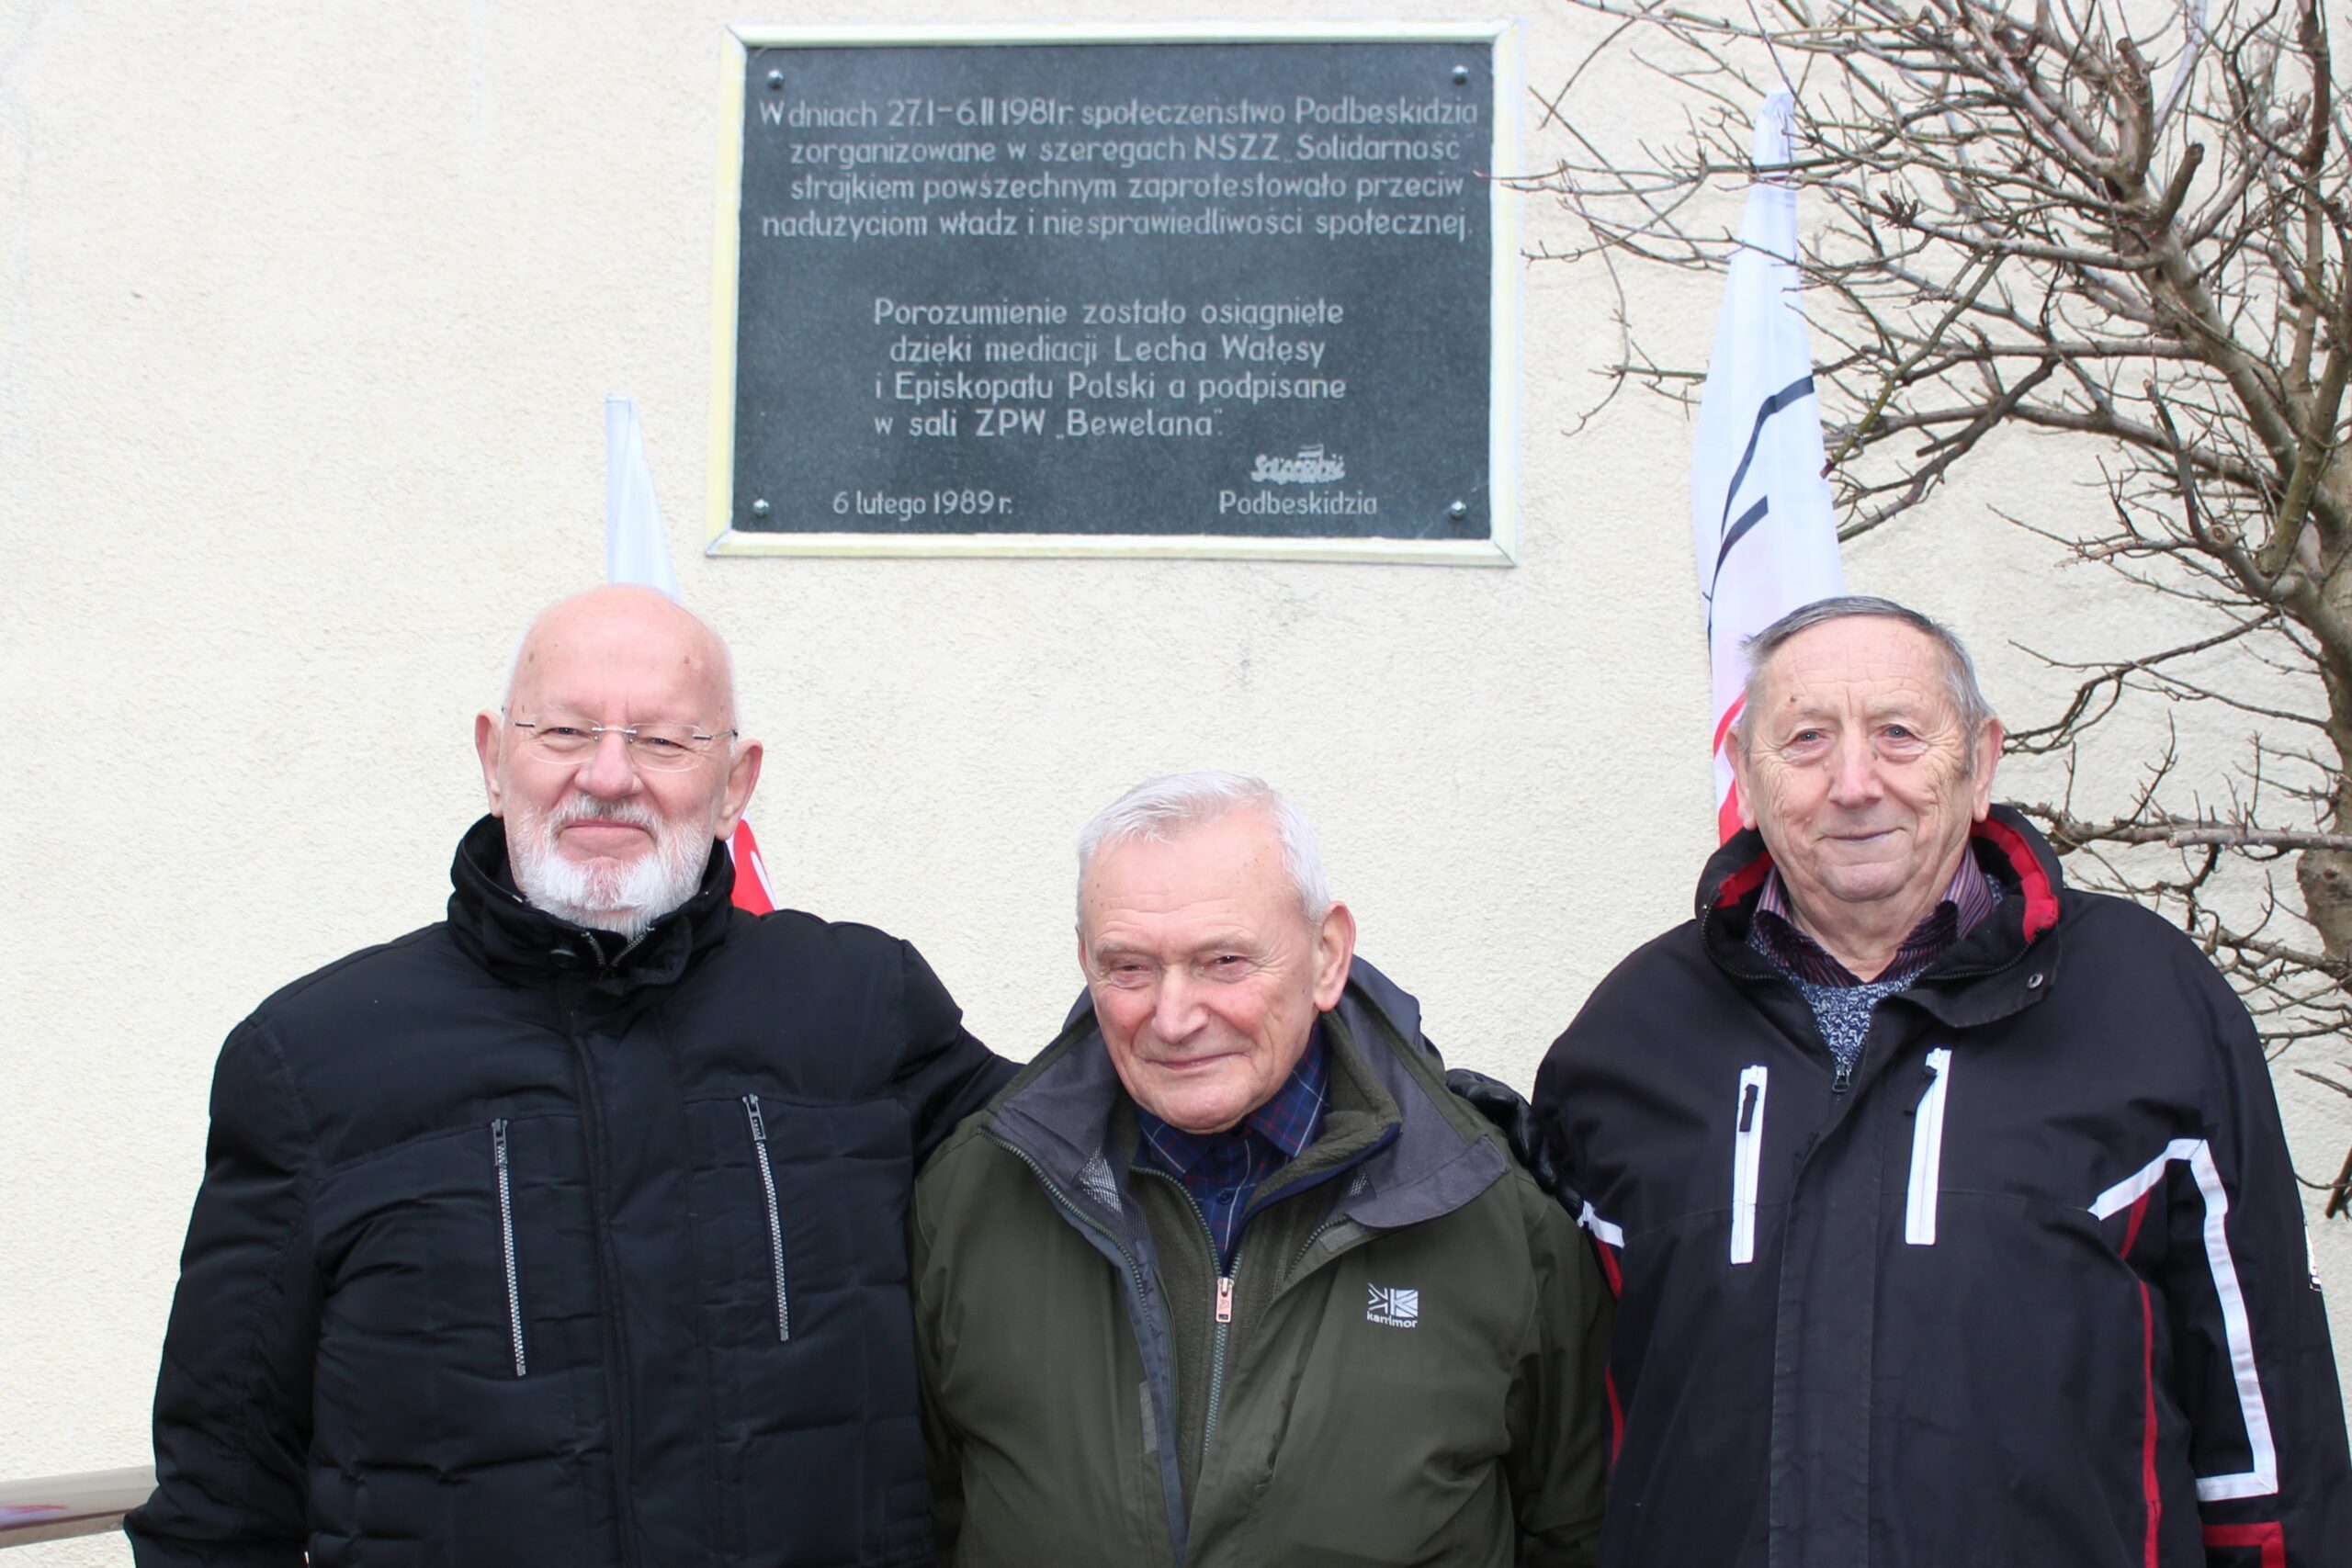 W dniach 27.I-6.II 1981r. społeczeństwo Podbeskidzia
zorganizowane w szeregach NSZZ „Solidarność
strajkiem powszechnym zaprotestowało przeciw
nadużyciom władz i niesprawiedliwości społecznej.
Porozumienie zostało osiągnięte
dzięki mediacji Lecha Wałęsy
i Episkopatu Polski a podpisane
w sali ZPW „Bewelana”.
Solidarność
6 lutego 1989 r. Podbeskidzia
karrimor